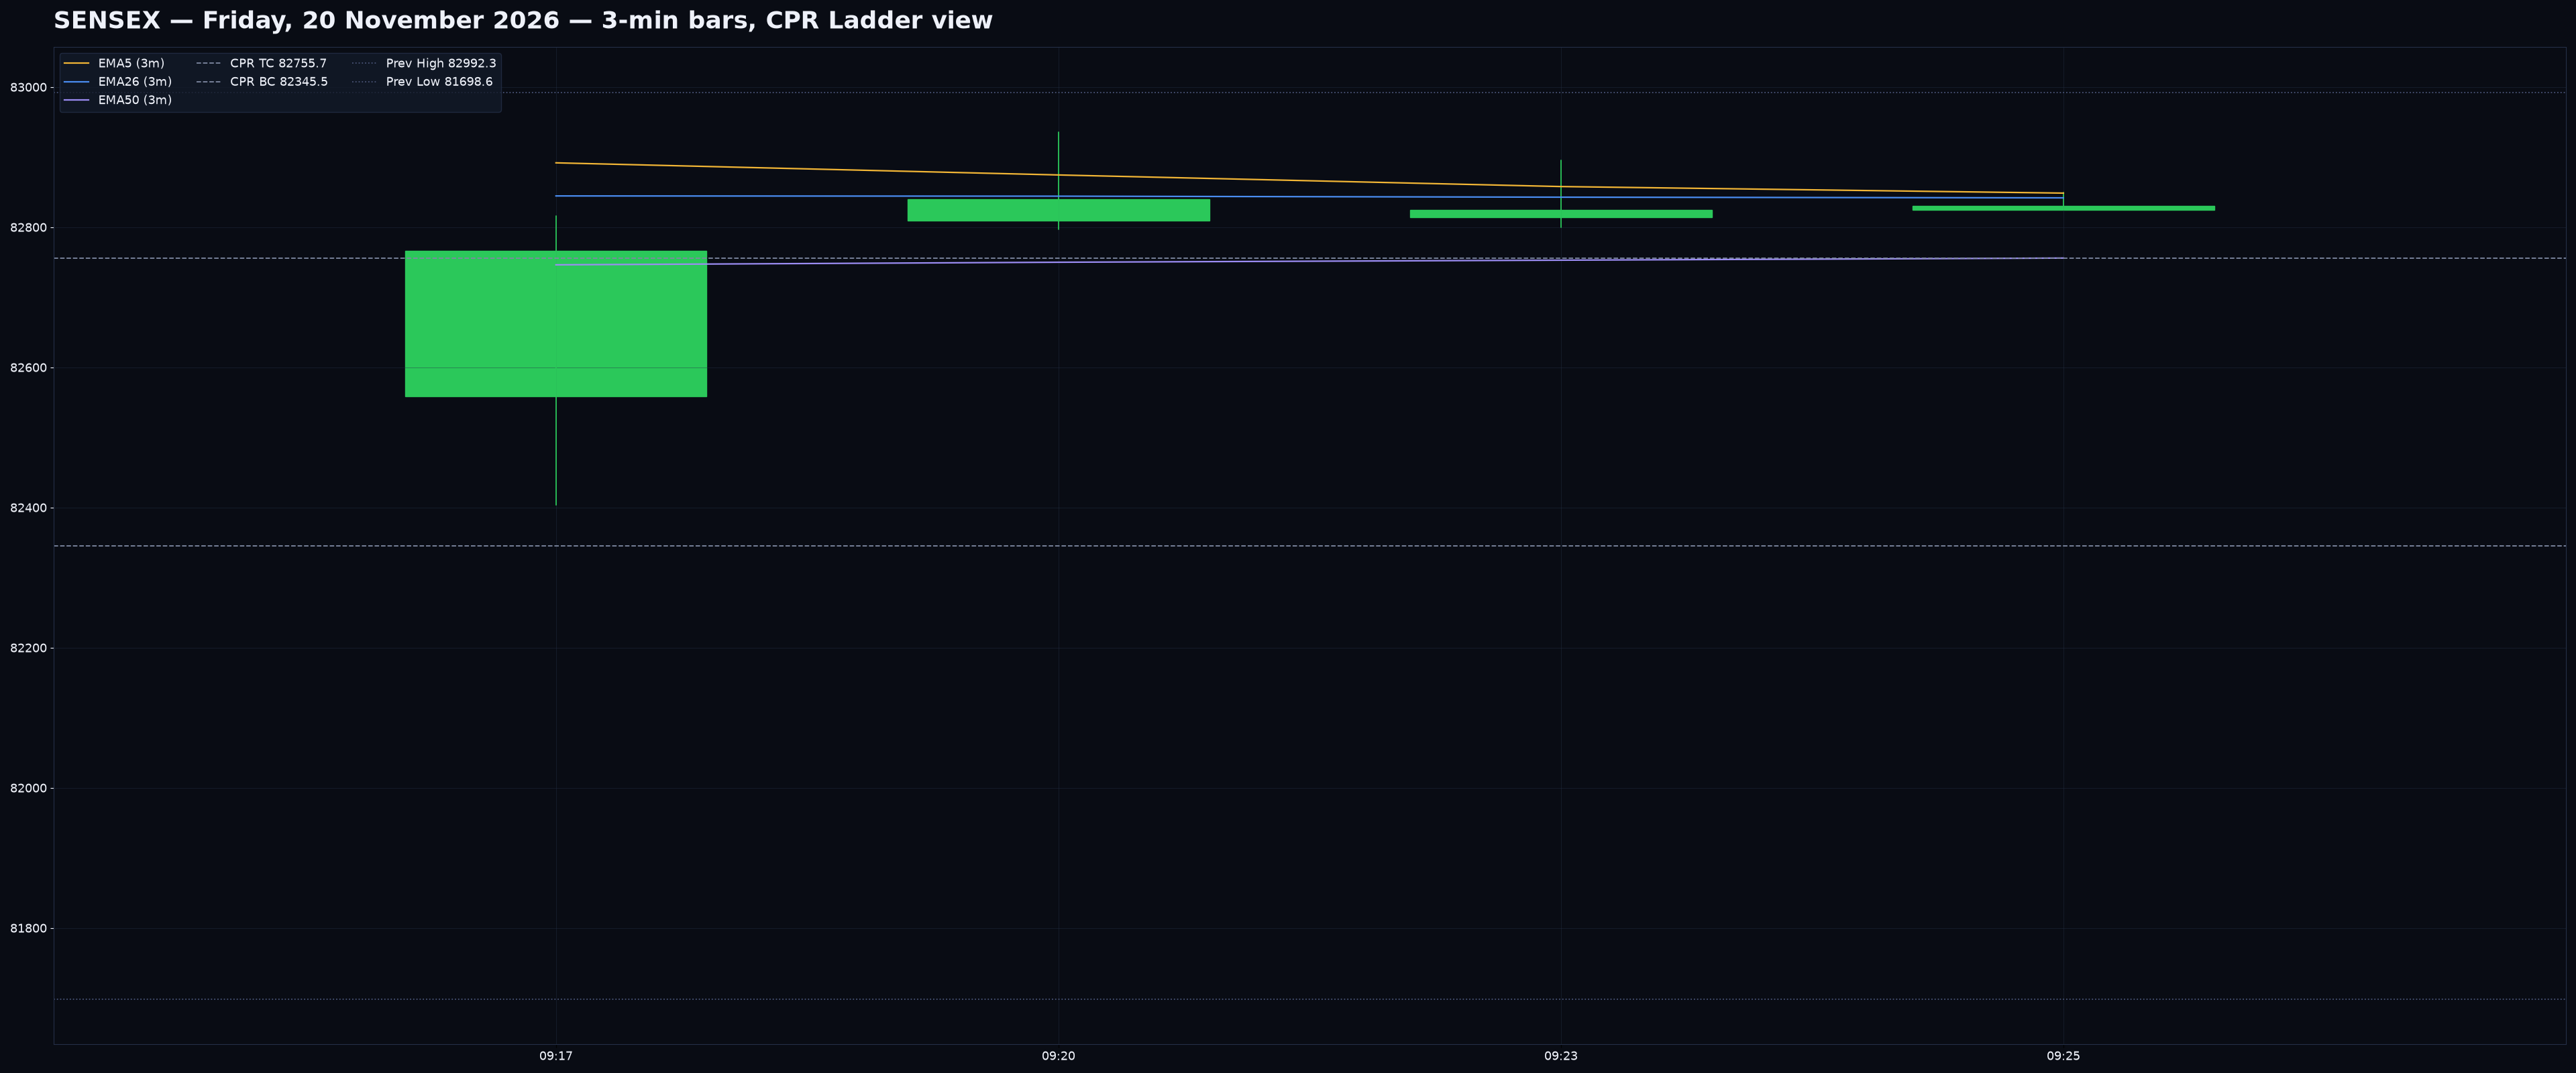 SENSEX — Friday, 20 November 2026 — 3-min bars, CPR Ladder view
EMA5 (3m)
EMA26 (3m)
EMA50 (3m)
CPR TC 82755.7
CPR BC 82345.5
Prev High 82992.3
Prev Low 81698.6
83000
82800
82600
82400
82200
82000
81800
09:17
09:20
09:23
09:25